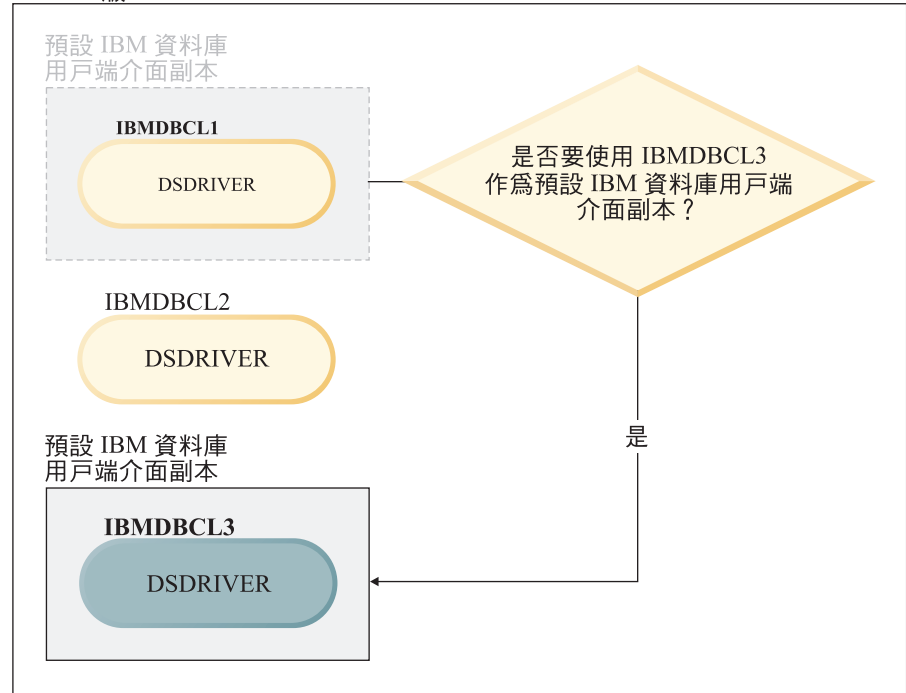 預設 IBM 資料庫
用戶端介面副本
IBMDBCL1
DSDRIVER
是否要使用 IBMDBCL3
作爲預設 IBM 資料庫用戶端
介面副本？
IBMDBCL2
DSDRIVER
是
預設 IBM 資料庫
用戶端介面副本
IBMDBCL3
DSDRIVER